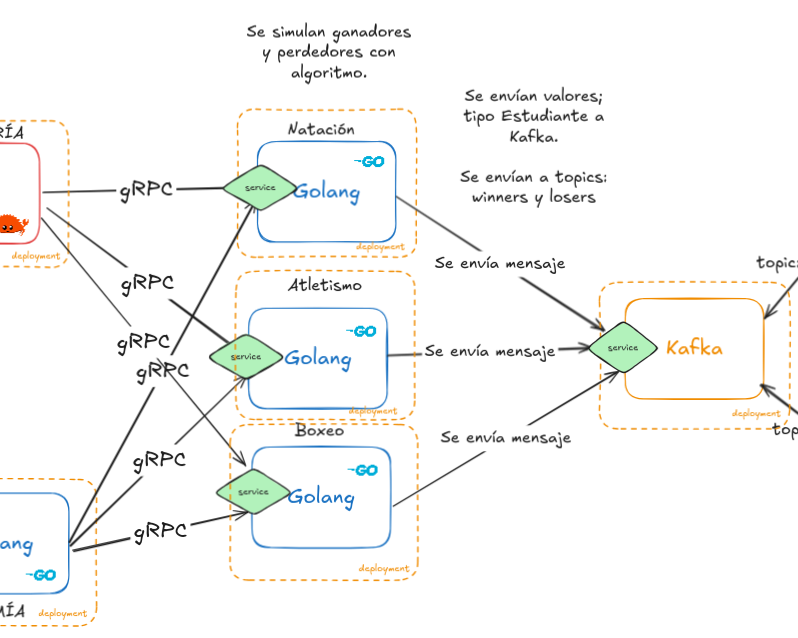 Se simulan ganadores
y perdedores con
algoritmo.
Se envían valores;
tipo Estudiante a
Kafka.
Se envían a topics:
winners y losers
RÍA
deployment
gRPC
gRPC
gRPC
gRPC
gRPC
gRPC
Natación
GO
service
Golang
deployment
Atletismo
GO
service
Golang
deployment
Boxeo
GO
service
Golang
deployment
Se envía mensaje
Se envía mensaje
Se envía mensaje
topics
service
Kafka
deployment
top
ang
GO
MÍA
deployment